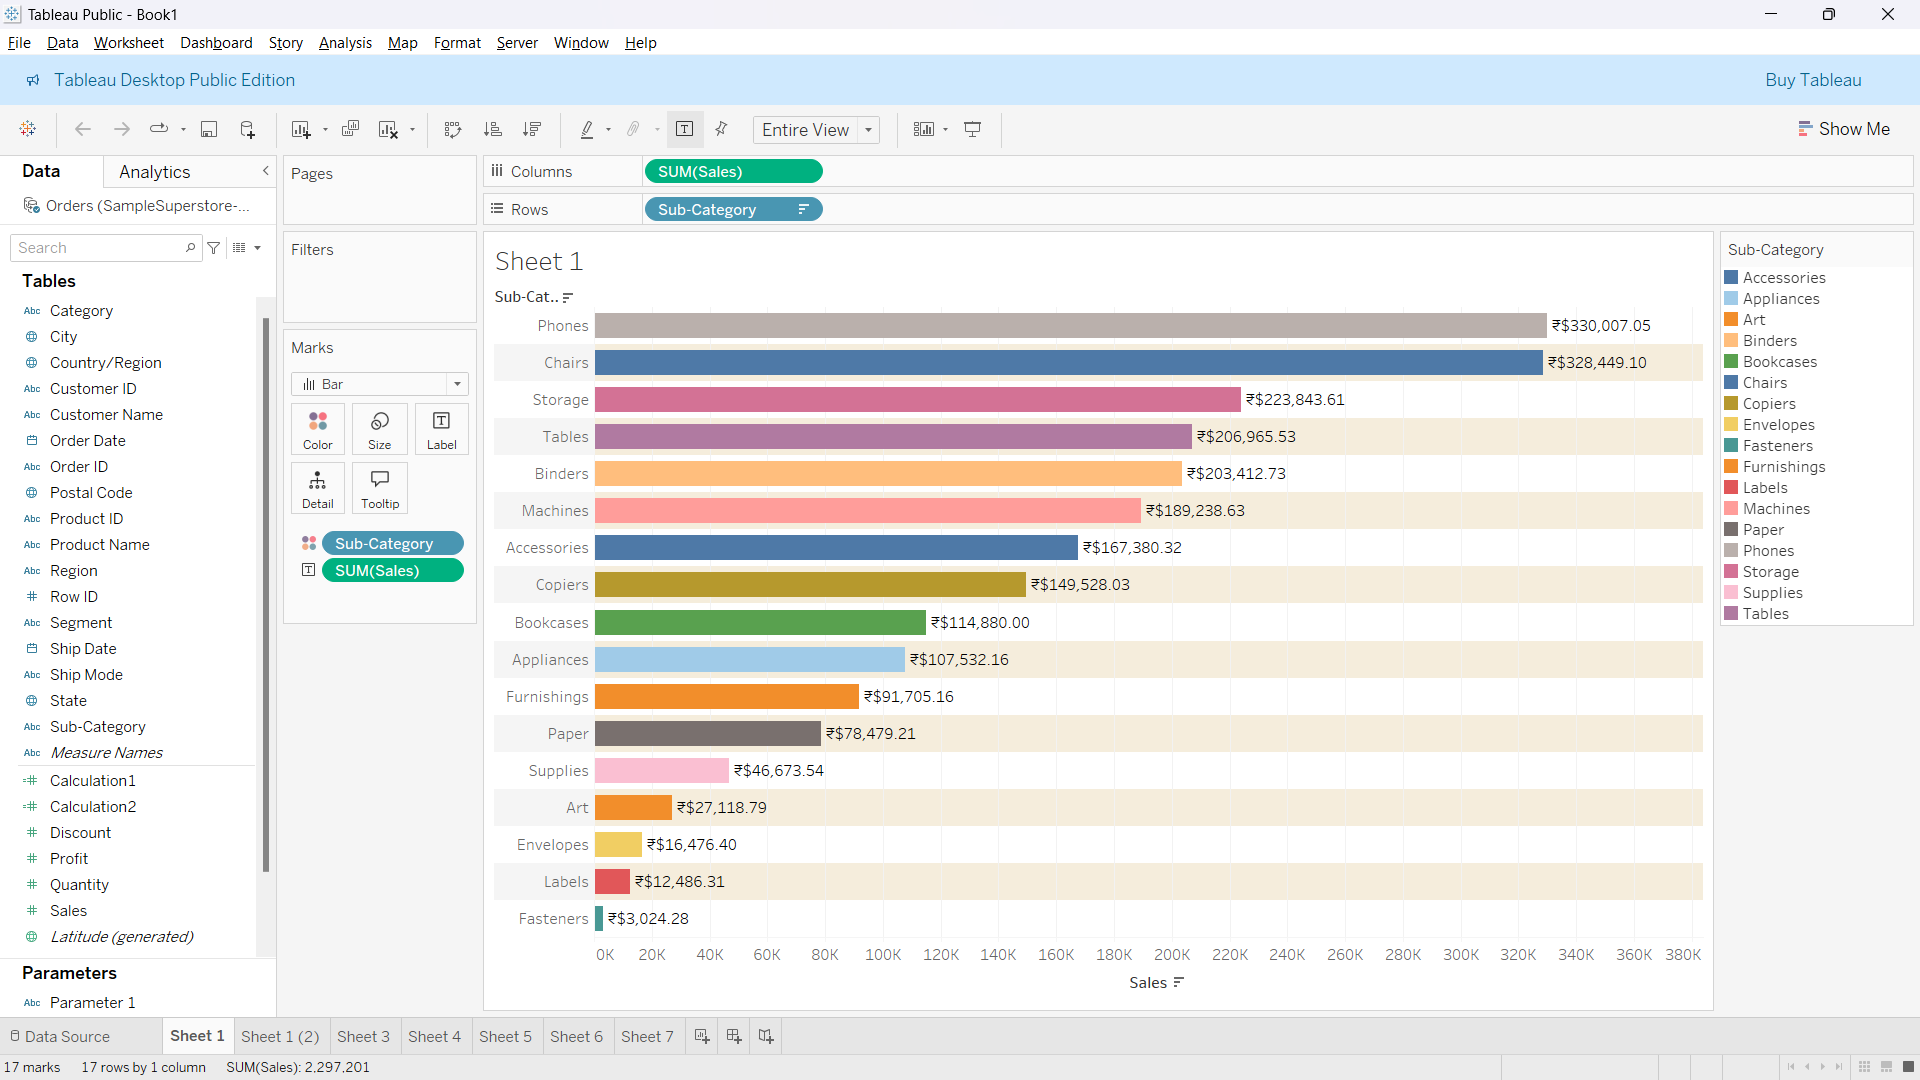 Tableau Public - Book1
File Data Worksheet Dashboard Story Analysis Map Format Server Window Help
Tableau Desktop Public Edition Buy Tableau
Entire View Show Me
Data Analytics
Orders (SampleSuperstore-...
Search
Tables
Abc Category
City
Country/Region
Abc Customer ID
Abc Customer Name
Order Date
Abc Order ID
Postal Code
Abc Product ID
Abc Product Name
Abc Region
# Row ID
Abc Segment
Ship Date
Abc Ship Mode
State
Abc Sub-Category
Abc Measure Names
=# Calculation1
=# Calculation2
# Discount
# Profit
# Quantity
# Sales
Latitude (generated)
Parameters
Abc Parameter 1
Pages
Filters
Marks
Bar
Color Size Label
Detail Tooltip
Sub-Category
SUM(Sales)
Columns SUM(Sales)
Rows Sub-Category
Sheet 1
Sub-Cat..
Phones ₹$330,007.05
Chairs ₹$328,449.10
Storage ₹$223,843.61
Tables ₹$206,965.53
Binders ₹$203,412.73
Machines ₹$189,238.63
Accessories ₹$167,380.32
Copiers ₹$149,528.03
Bookcases ₹$114,880.00
Appliances ₹$107,532.16
Furnishings ₹$91,705.16
Paper ₹$78,479.21
Supplies ₹$46,673.54
Art ₹$27,118.79
Envelopes ₹$16,476.40
Labels ₹$12,486.31
Fasteners ₹$3,024.28
0K 20K 40K 60K 80K 100K 120K 140K 160K 180K 200K 220K 240K 260K 280K 300K 320K 340K 360K 380K
Sales
Sub-Category
Accessories
Appliances
Art
Binders
Bookcases
Chairs
Copiers
Envelopes
Fasteners
Furnishings
Labels
Machines
Paper
Phones
Storage
Supplies
Tables
Data Source Sheet 1 Sheet 1 (2) Sheet 3 Sheet 4 Sheet 5 Sheet 6 Sheet 7
17 marks 17 rows by 1 column SUM(Sales): 2,297,201